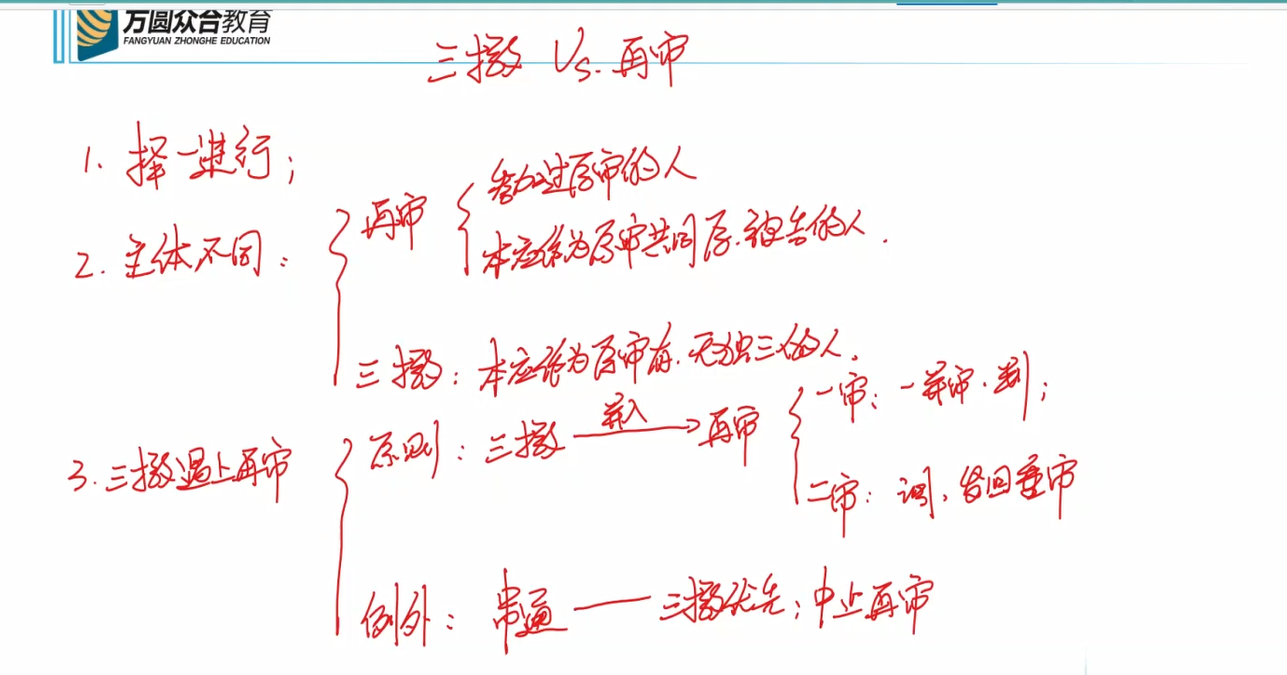 万圆众合教育
FANGYUAN ZHONGHE EDUCATION
三撤 Vs. 再审
1. 择一进行；
2. 主体不同：
再审
参加过原审的人
本应作为原审共同原、被告的人.
三撤：本应作为原审有、无独三的人.
3. 三撤遇上再审
原则：三撤 并入 再审
一审：一并审、判；
二审：调，发回重审
例外：串通 —— 三撤优先；中止再审